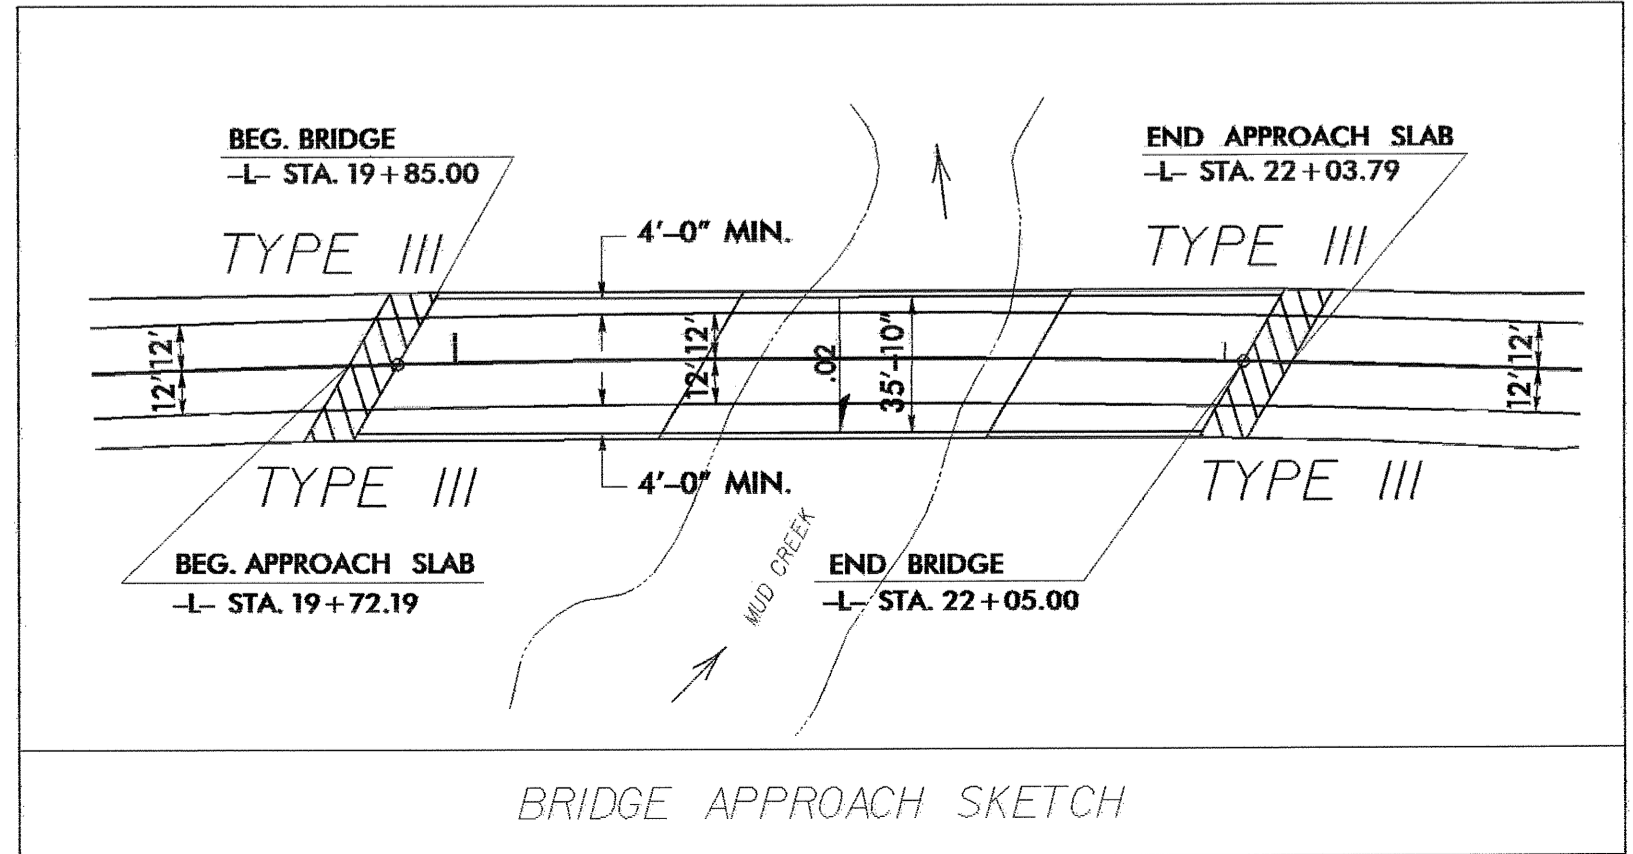 BEG. BRIDGE
-L- STA. 19+85.00
END APPROACH SLAB
-L- STA. 22+03.79
TYPE III
4'-0" MIN.
TYPE III
12'
12'
12'
12'
.02
35'-10"
12'
12'
TYPE III
4'-0" MIN.
TYPE III
MUD CREEK
BEG. APPROACH SLAB
-L- STA. 19+72.19
END BRIDGE
-L- STA. 22+05.00
BRIDGE APPROACH SKETCH